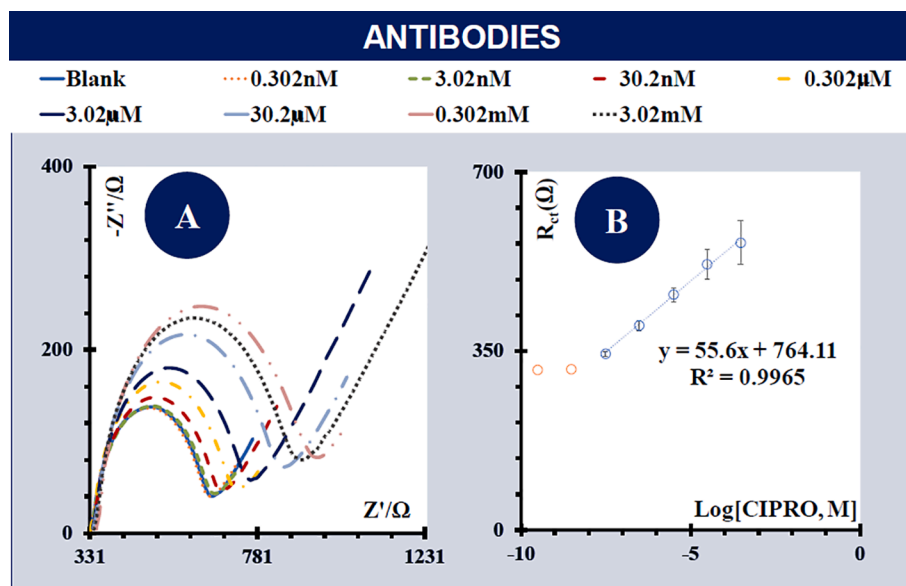 ANTIBODIES
Blank 0.302nM 3.02nM 30.2nM 0.302µM
3.02µM 30.2µM 0.302mM 3.02mM
400
-Z''/Ω
A
200
Z'/Ω
0
331 781 1231
700
Rct(Ω)
B
350
y = 55.6x + 764.11
R² = 0.9965
Log[CIPRO, M]
0
-10 -5 0